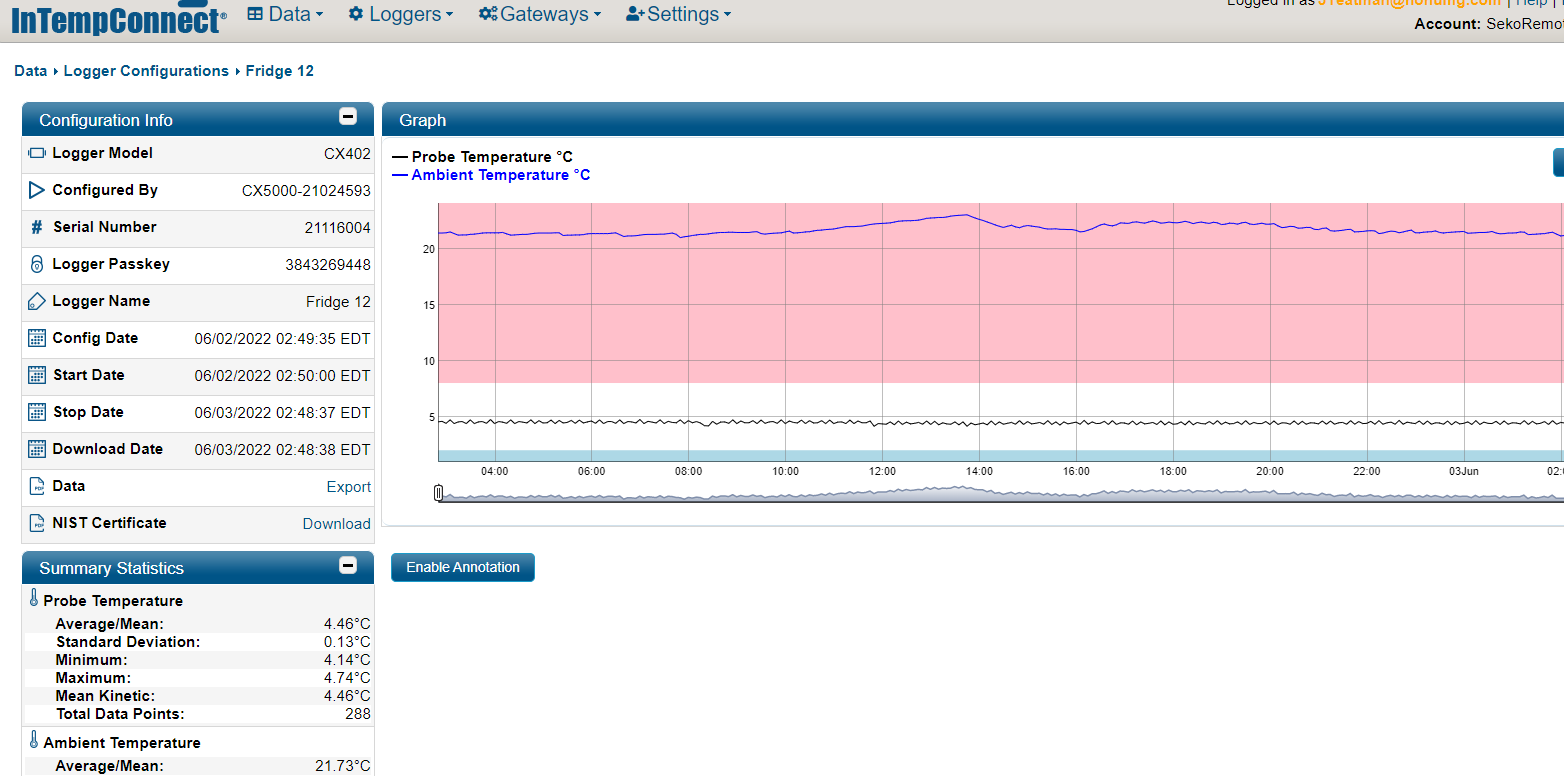 InTempConnect®
Data Loggers Gateways Settings
Logged in as
Help |
Account: SekoRemot
Data Logger Configurations Fridge 12
Configuration Info
Logger Model CX402
Configured By CX5000-21024593
# Serial Number 21116004
Logger Passkey 3843269448
Logger Name Fridge 12
Config Date 06/02/2022 02:49:35 EDT
Start Date 06/02/2022 02:50:00 EDT
Stop Date 06/03/2022 02:48:37 EDT
Download Date 06/03/2022 02:48:38 EDT
Data Export
NIST Certificate Download
Summary Statistics
Probe Temperature
Average/Mean: 4.46°C
Standard Deviation: 0.13°C
Minimum: 4.14°C
Maximum: 4.74°C
Mean Kinetic: 4.46°C
Total Data Points: 288
Ambient Temperature
Average/Mean: 21.73°C
Graph
Probe Temperature °C
Ambient Temperature °C
20
15
10
5
04:00 06:00 08:00 10:00 12:00 14:00 16:00 18:00 20:00 22:00 03Jun 02:
Enable Annotation